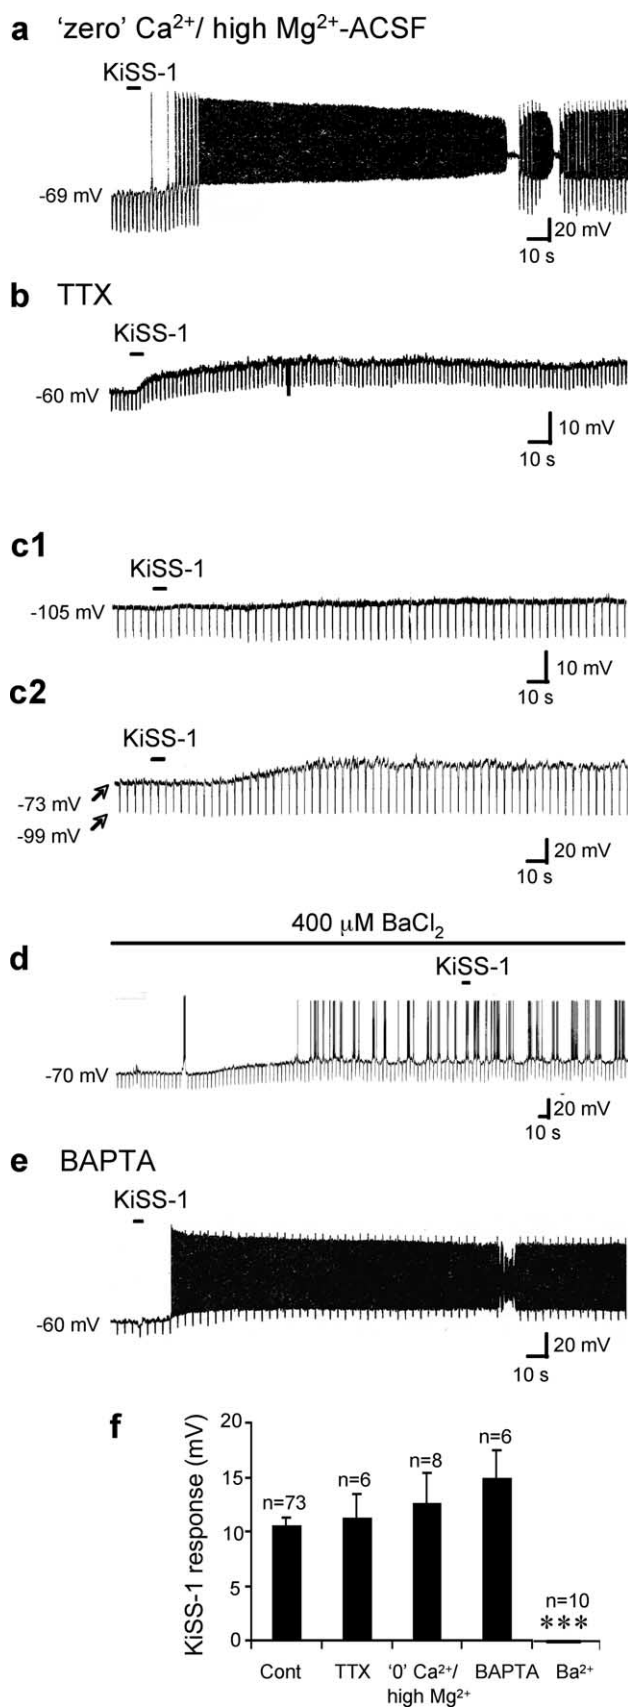 a 'zero' Ca²⁺/ high Mg²⁺-ACSF
KiSS-1
-69 mV
20 mV
10 s
b TTX
KiSS-1
-60 mV
10 mV
10 s
c1
KiSS-1
-105 mV
10 mV
10 s
c2
KiSS-1
-73 mV
-99 mV
20 mV
10 s
400 μM BaCl₂
d
KiSS-1
-70 mV
20 mV
10 s
e BAPTA
KiSS-1
-60 mV
20 mV
10 s
f
KiSS-1 response (mV)
20
15
10
5
0
n=73
n=6
n=8
n=6
n=10
***
Cont TTX '0' Ca²⁺/ BAPTA Ba²⁺
high Mg²⁺